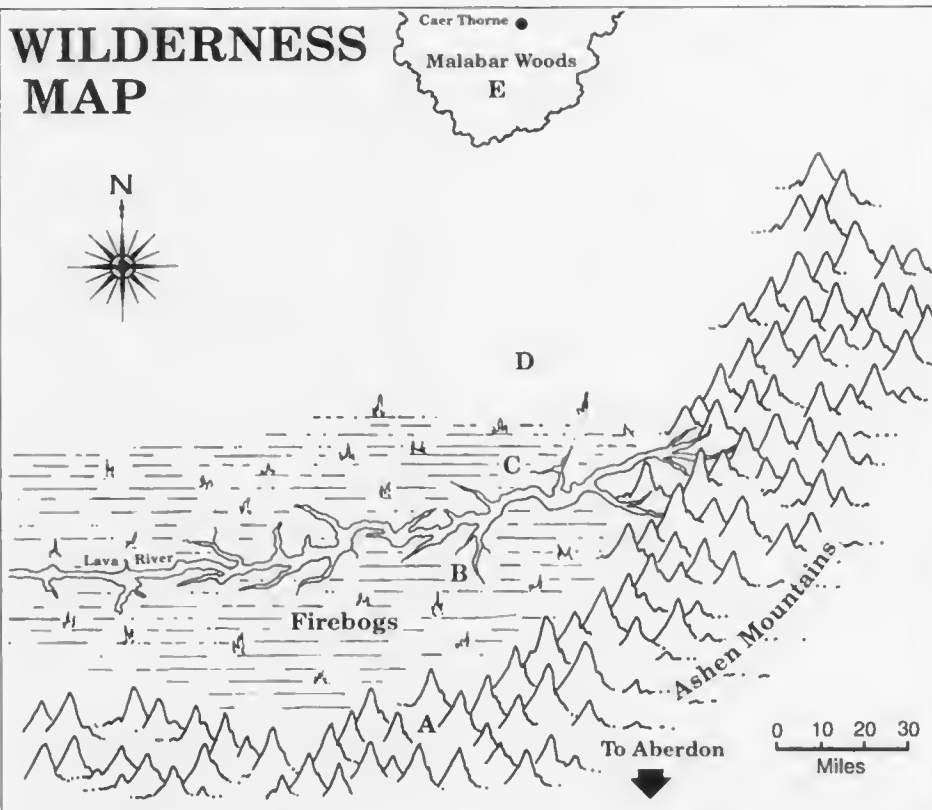 WILDERNESS
MAP
Caer Thorne
Malabar Woods
E
N
D
C
Lava River
B
Firebogs
Ashen Mountains
A
To Aberdon
0 10 20 30
Miles